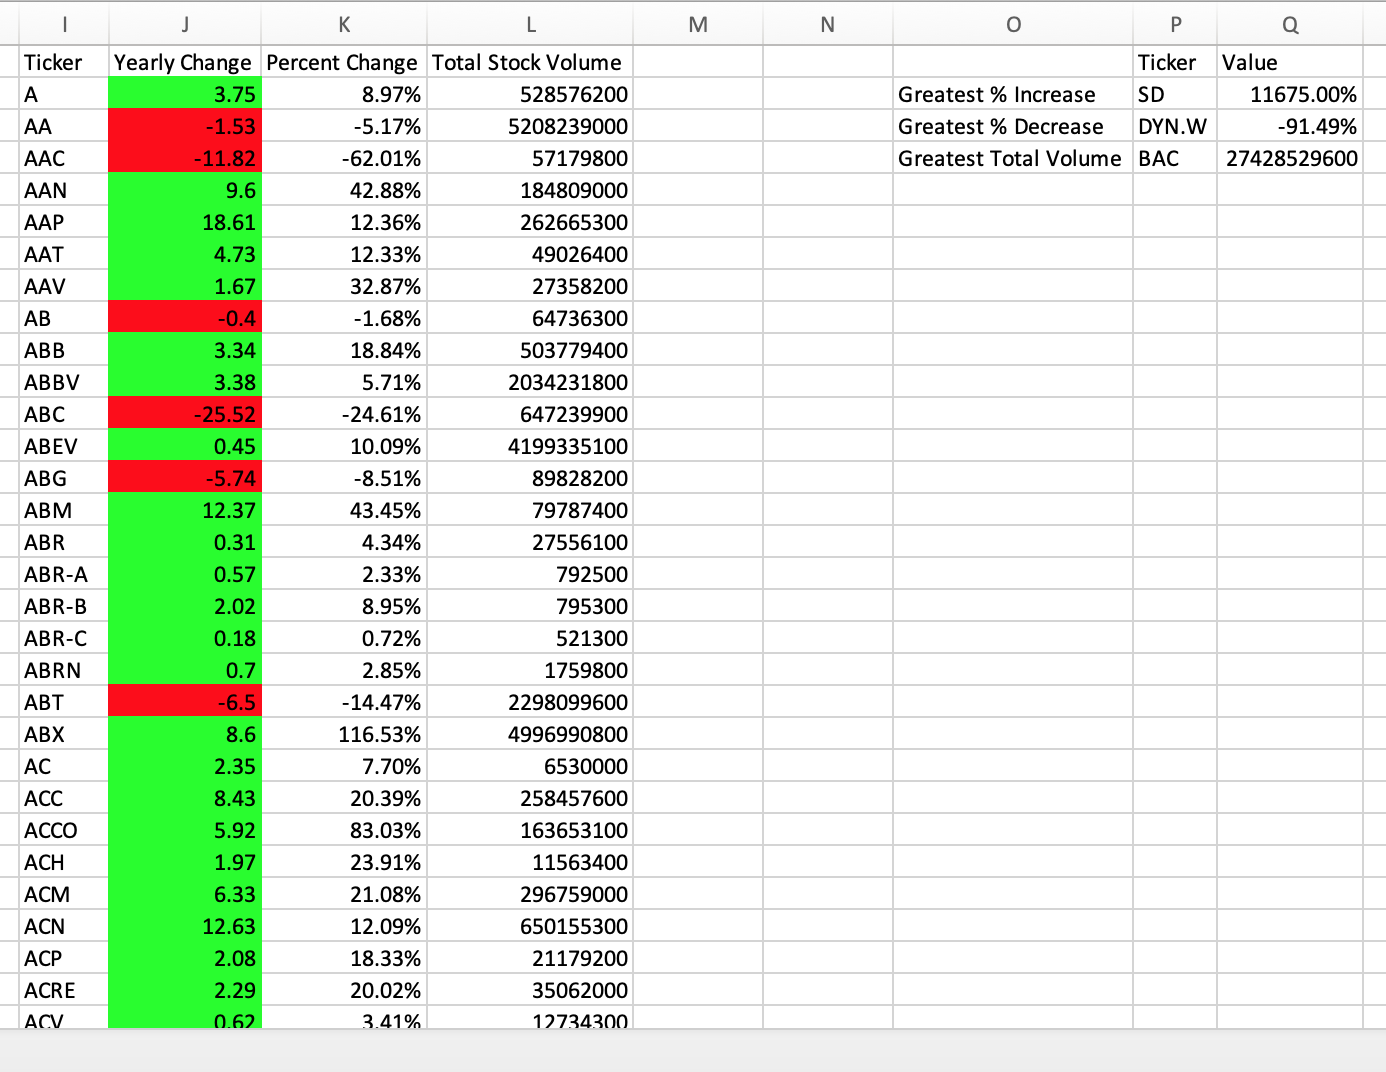 I J K L M N O P Q
Ticker Yearly Change Percent Change Total Stock Volume Ticker Value
A 3.75 8.97% 528576200 Greatest % Increase SD 11675.00%
AA -1.53 -5.17% 5208239000 Greatest % Decrease DYN.W -91.49%
AAC -11.82 -62.01% 57179800 Greatest Total Volume BAC 27428529600
AAN 9.6 42.88% 184809000
AAP 18.61 12.36% 262665300
AAT 4.73 12.33% 49026400
AAV 1.67 32.87% 27358200
AB -0.4 -1.68% 64736300
ABB 3.34 18.84% 503779400
ABBV 3.38 5.71% 2034231800
ABC -25.52 -24.61% 647239900
ABEV 0.45 10.09% 4199335100
ABG -5.74 -8.51% 89828200
ABM 12.37 43.45% 79787400
ABR 0.31 4.34% 27556100
ABR-A 0.57 2.33% 792500
ABR-B 2.02 8.95% 795300
ABR-C 0.18 0.72% 521300
ABRN 0.7 2.85% 1759800
ABT -6.5 -14.47% 2298099600
ABX 8.6 116.53% 4996990800
AC 2.35 7.70% 6530000
ACC 8.43 20.39% 258457600
ACCO 5.92 83.03% 163653100
ACH 1.97 23.91% 11563400
ACM 6.33 21.08% 296759000
ACN 12.63 12.09% 650155300
ACP 2.08 18.33% 21179200
ACRE 2.29 20.02% 35062000
ACV 0.62 3.41% 12734300